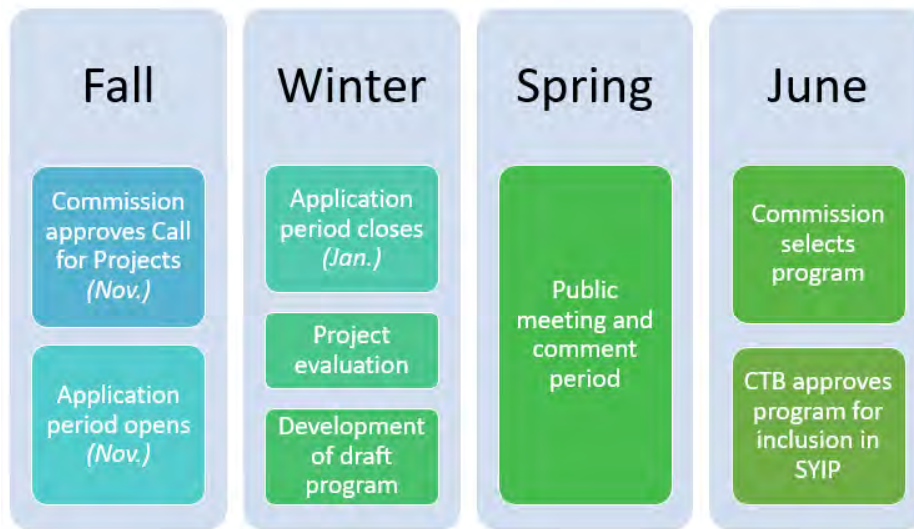 Fall
Commission
approves Call
for Projects
(Nov.)
Application
period opens
(Nov.)
Winter
Application
period closes
(Jan.)
Project
evaluation
Development
of draft
program
Spring
Public
meeting and
comment
period
June
Commission
selects
program
CTB approves
program for
inclusion in
SYIP